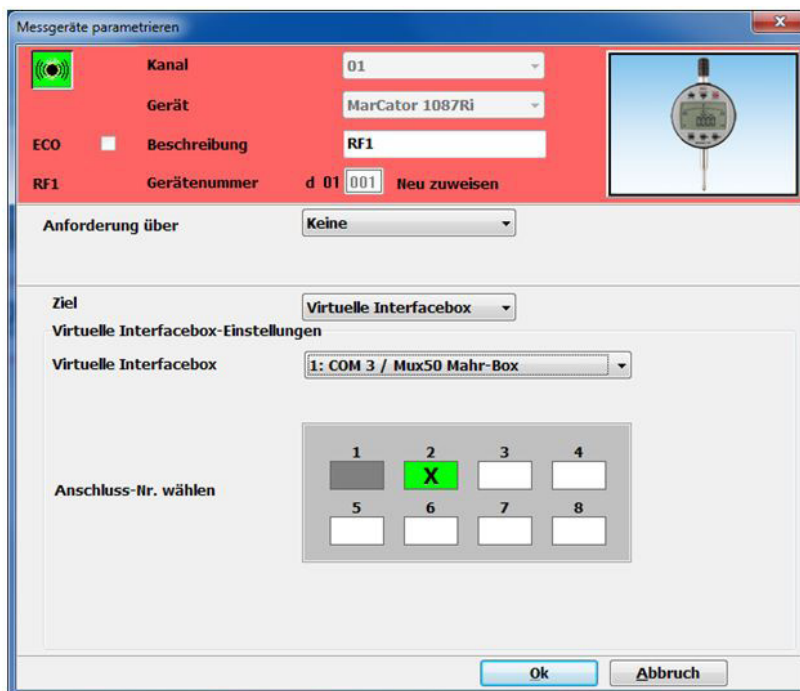 Messgeräte parametrieren
Kanal 01
Gerät MarCator 1087Ri
ECO Beschreibung RF1
RF1 Gerätenummer d 01 001 Neu zuweisen
Anforderung über Keine
Ziel Virtuelle Interfacebox
Virtuelle Interfacebox-Einstellungen
Virtuelle Interfacebox 1: COM 3 / Mux50 Mahr-Box
1 2 3 4
X
Anschluss-Nr. wählen
5 6 7 8
Ok Abbruch